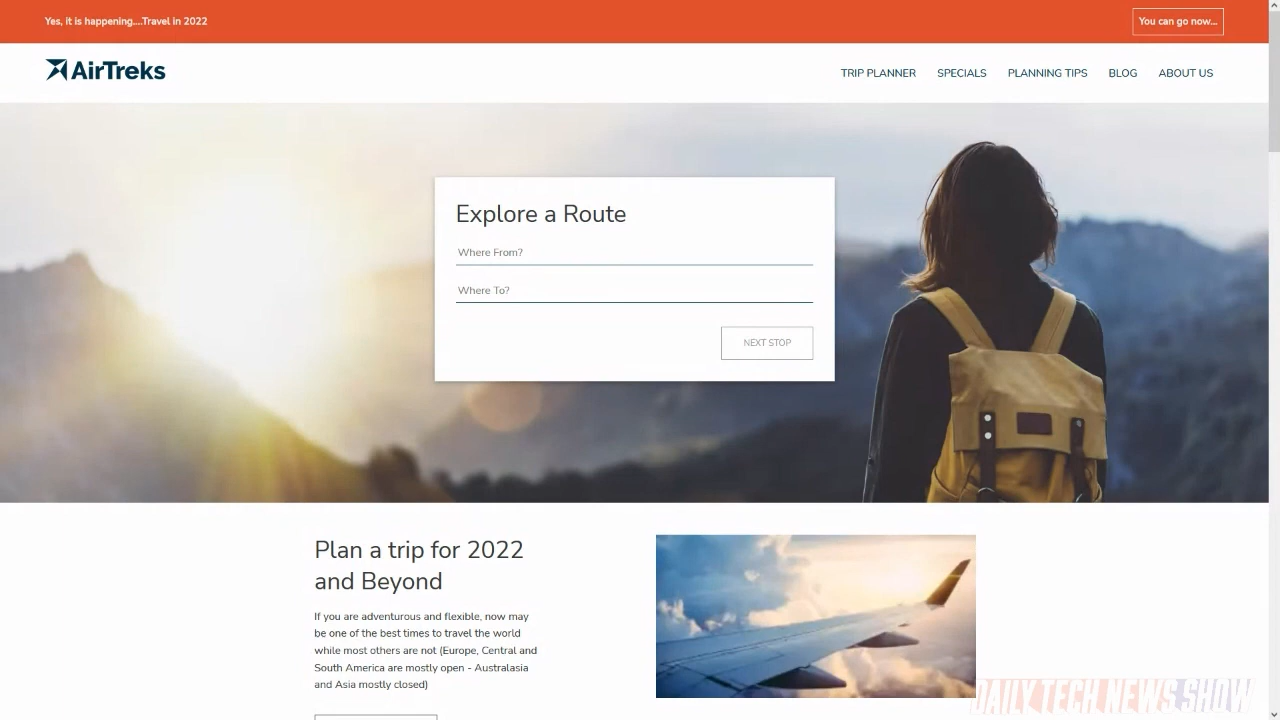 Yes, it is happening....Travel in 2022
You can go now...
AirTreks
TRIP PLANNER
SPECIALS
PLANNING TIPS
BLOG
ABOUT US
Explore a Route
Where From?
Where To?
NEXT STOP
Plan a trip for 2022
and Beyond
If you are adventurous and flexible, now may
be one of the best times to travel the world
while most others are not (Europe, Central and
South America are mostly open - Australasia
and Asia mostly closed)
DAILY TECH NEWS SHOW